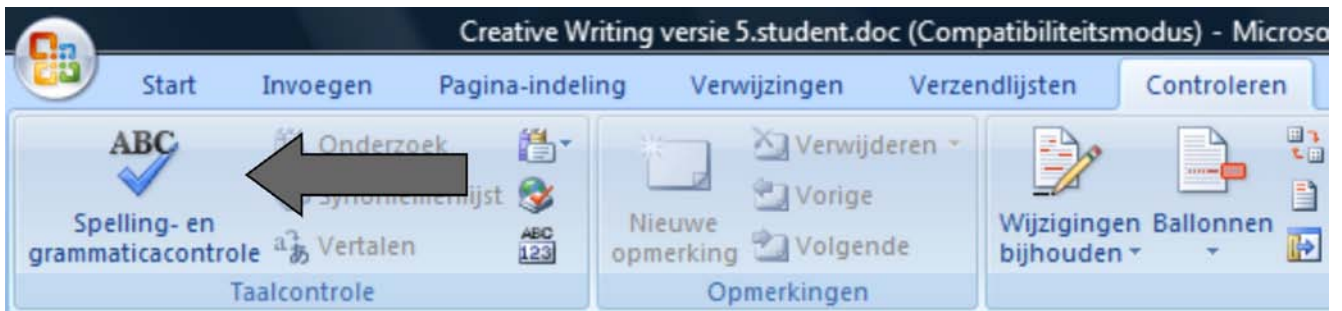 Creative Writing versie 5.student.doc (Compatibiliteitsmodus) - Microso
Start Invoegen Pagina-indeling Verwijzingen Verzendlijsten Controleren
ABC
Spelling- en
grammaticacontrole
Onderzoek
Vertalen
ABC
123
Taalcontrole
Nieuwe
opmerking
Verwijderen
Vorige
Volgende
Opmerkingen
Wijzigingen
bijhouden
Ballonnen